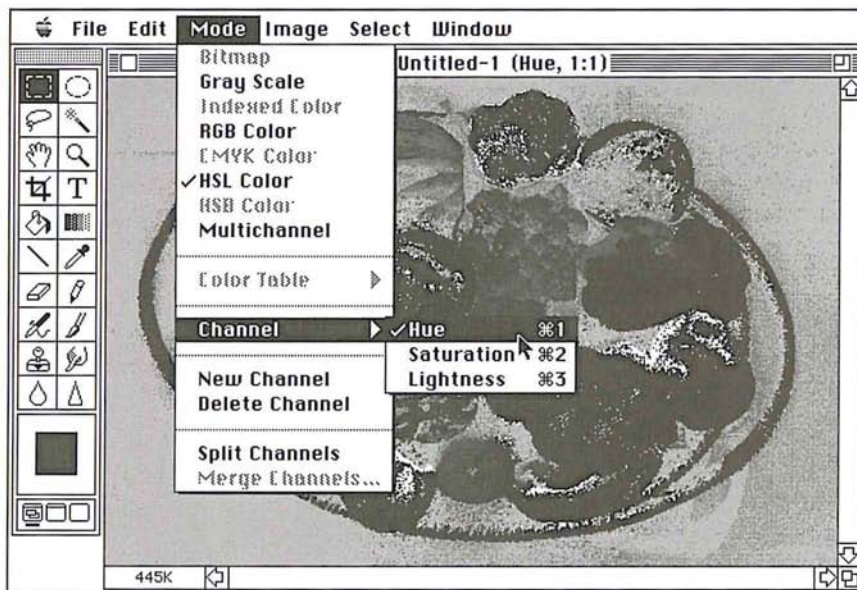 File Edit Mode Image Select Window
Untitled-1 (Hue, 1:1)
Bitmap
Gray Scale
Indexed Color
RGB Color
CMYK Color
✓HSL Color
HSB Color
Multichannel
Color Table
Channel
✓Hue ⌘1
Saturation ⌘2
Lightness ⌘3
New Channel
Delete Channel
Split Channels
Merge Channels...
T
445K